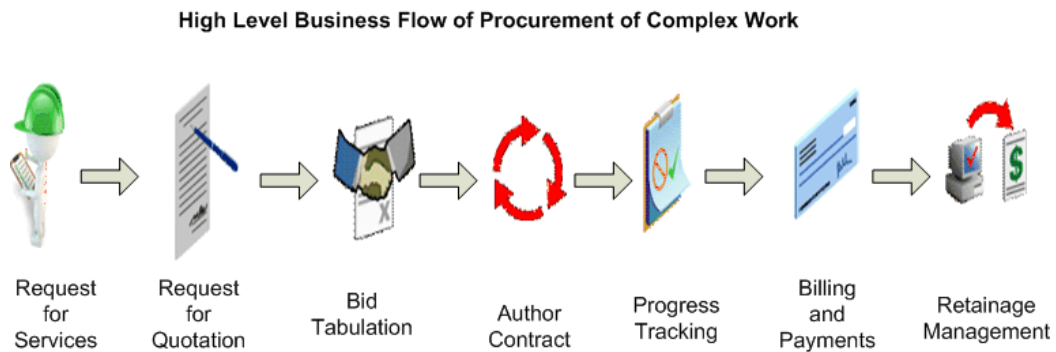 High Level Business Flow of Procurement of Complex Work
Request
for
Services
Request
for
Quotation
Bid
Tabulation
Author
Contract
Progress
Tracking
Billing
and
Payments
Retainage
Management
X
$